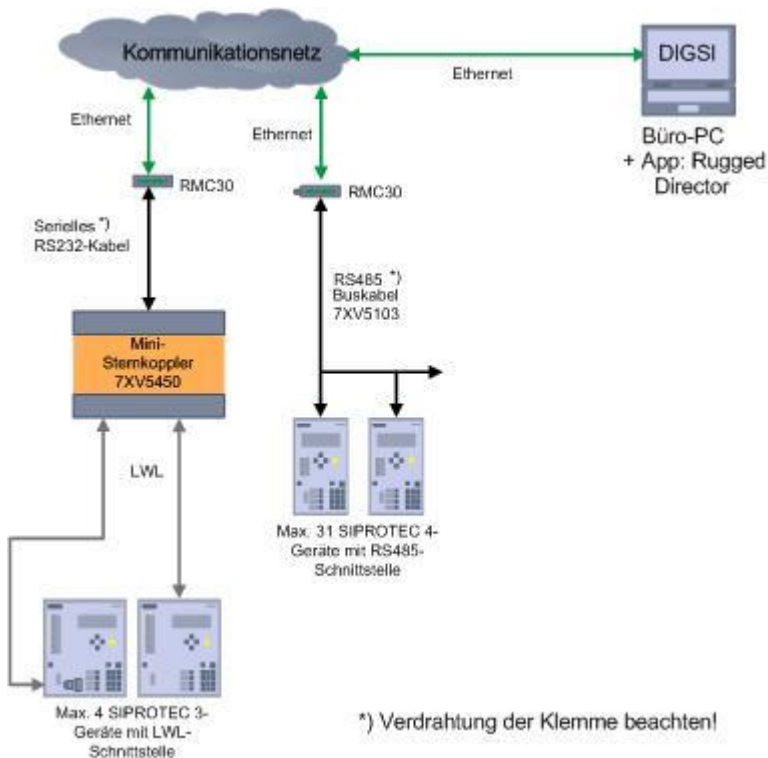 Kommunikationsnetz
Ethernet
DIGSI
Büro-PC
+ App: Rugged
Director
Ethernet
Ethernet
RMC30
RMC30
Serielles *)
RS232-Kabel
RS485 *)
Buskabel
7XV5103
Mini-
Sternkoppler
7XV5450
LWL
Max. 31 SIPROTEC 4-
Geräte mit RS485-
Schnittstelle
Max. 4 SIPROTEC 3-
Geräte mit LWL-
Schnittstelle
*) Verdrahtung der Klemme beachten!